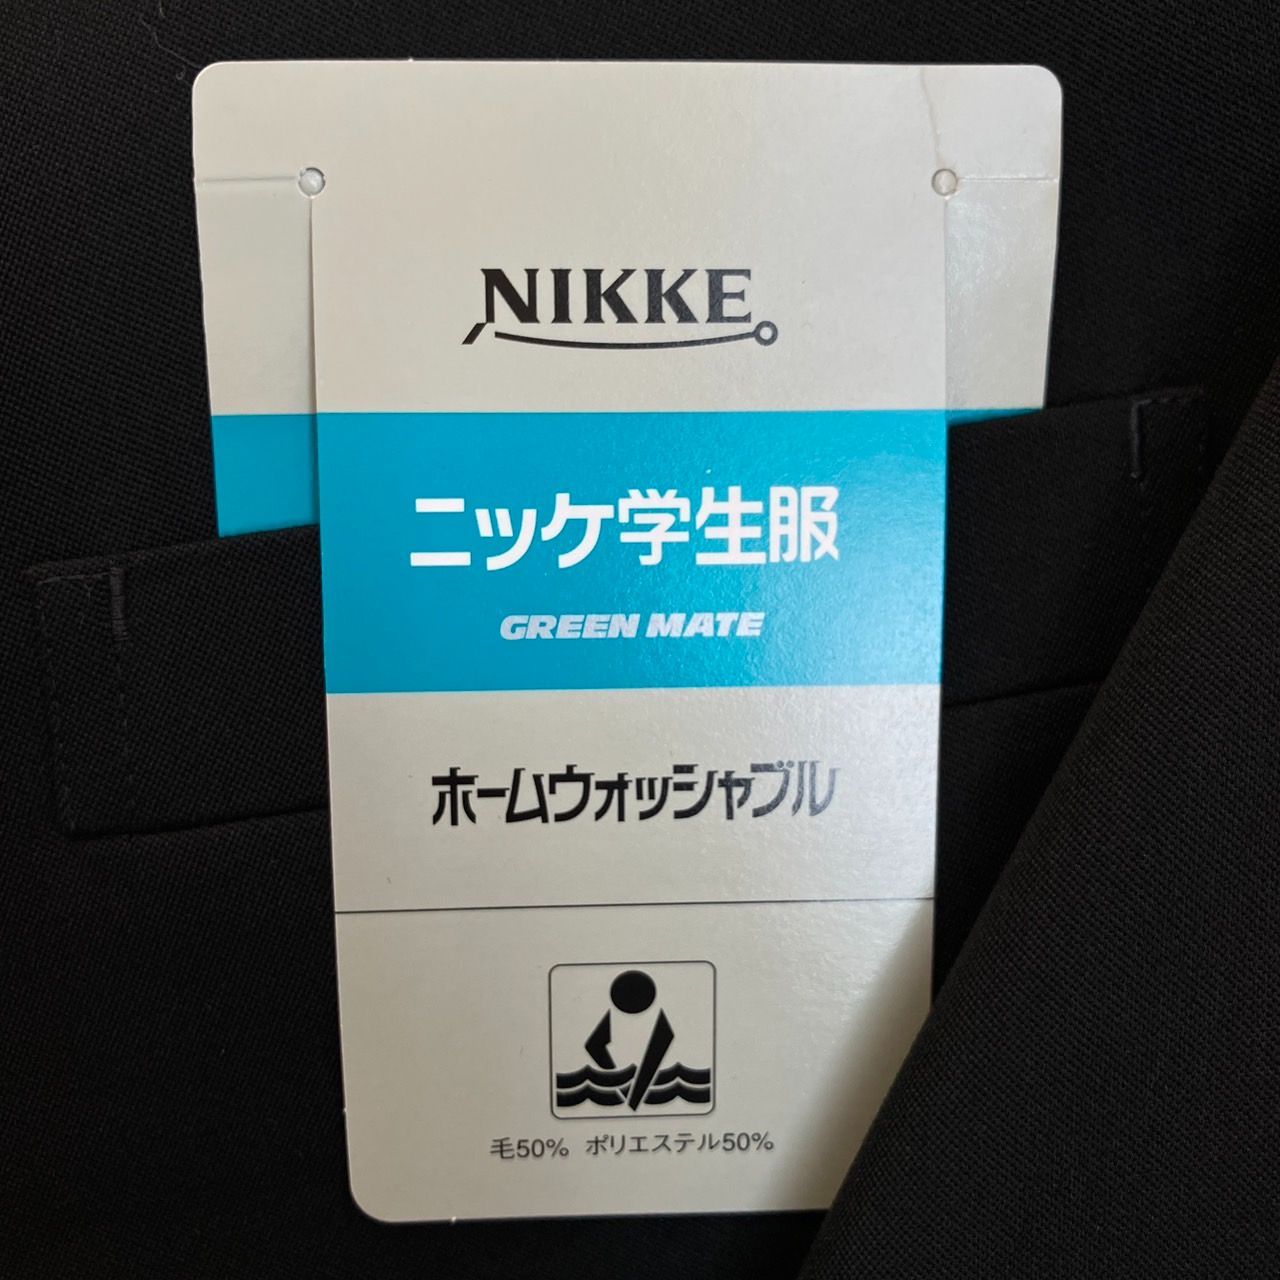 NIKKE
ニッケ学生服
GREEN MATE
ホームウォッシャブル
毛50% ポリエステル50%